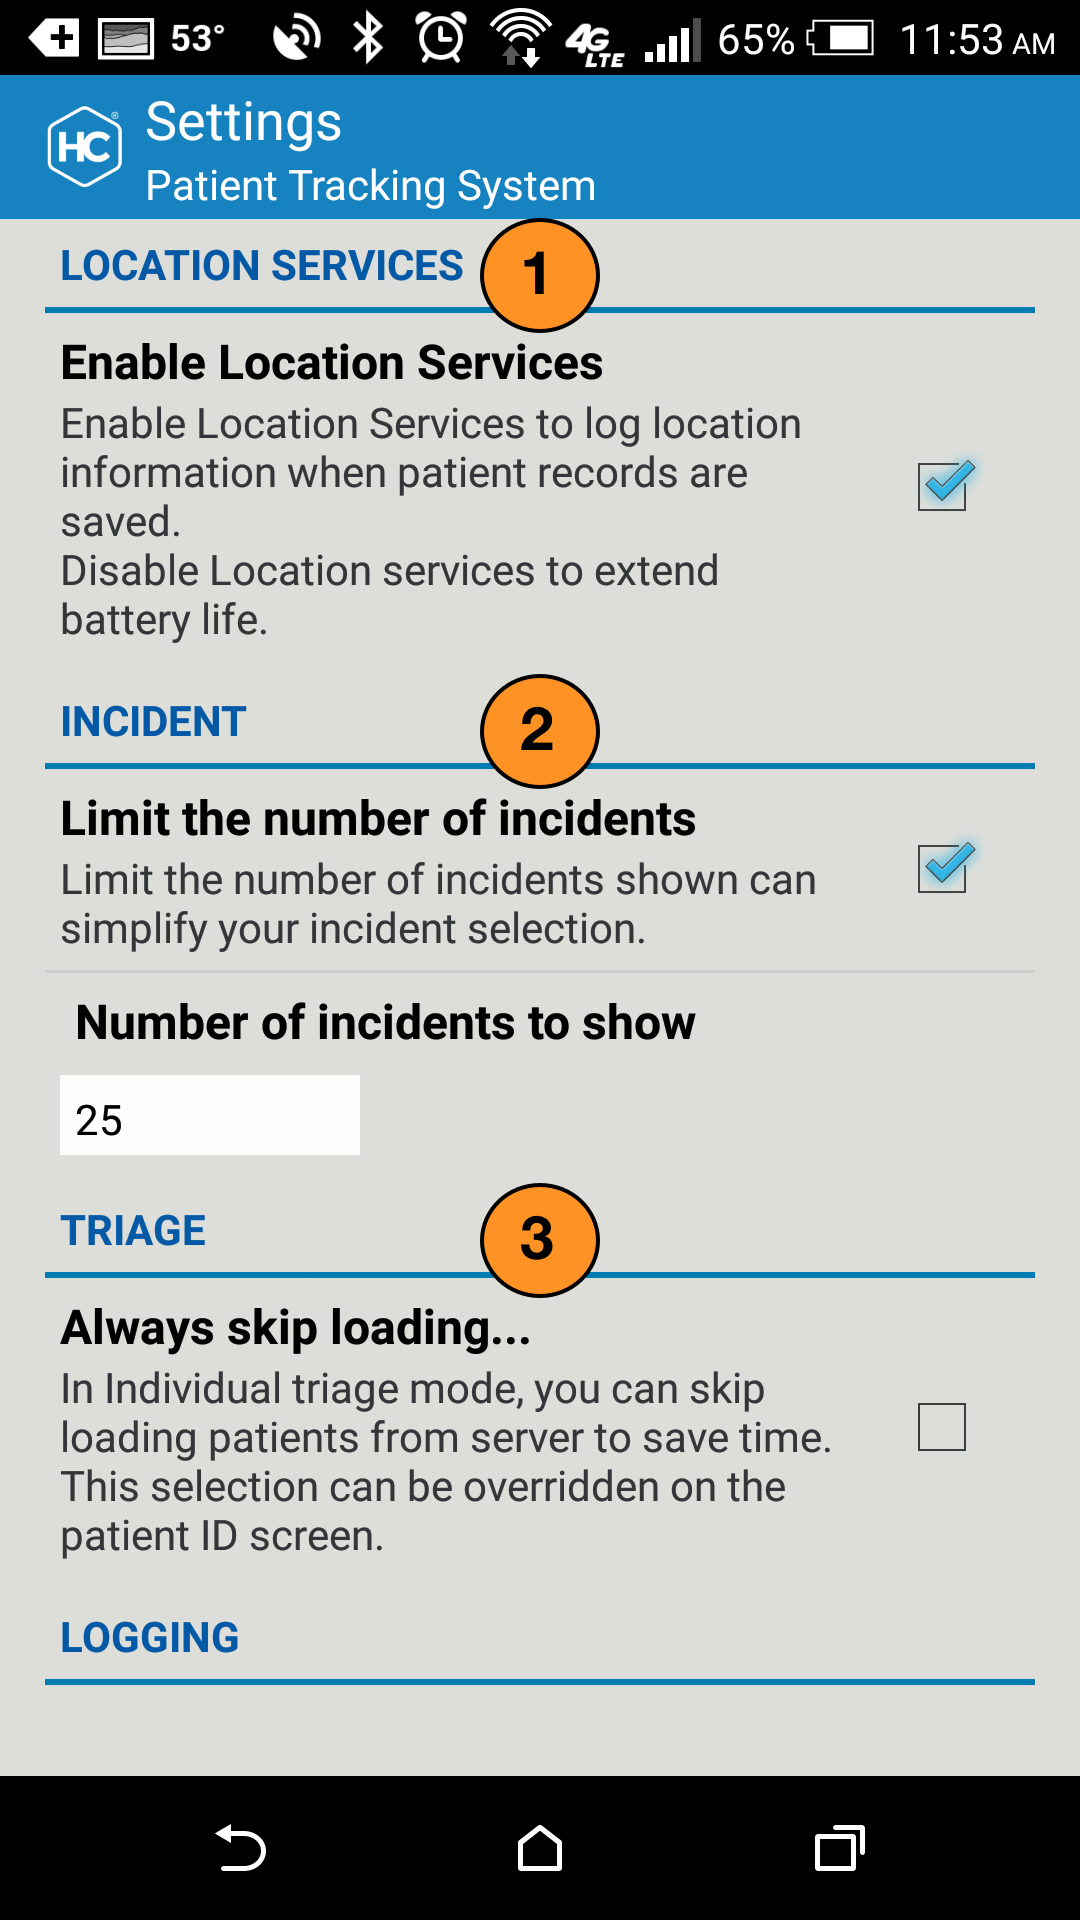 53° 4G LTE 65% 11:53 AM
HC® Settings
Patient Tracking System
LOCATION SERVICES 1
Enable Location Services
Enable Location Services to log location
information when patient records are
saved.
Disable Location services to extend
battery life.
INCIDENT 2
Limit the number of incidents
Limit the number of incidents shown can
simplify your incident selection.
Number of incidents to show
25
TRIAGE 3
Always skip loading...
In Individual triage mode, you can skip
loading patients from server to save time.
This selection can be overridden on the
patient ID screen.
LOGGING